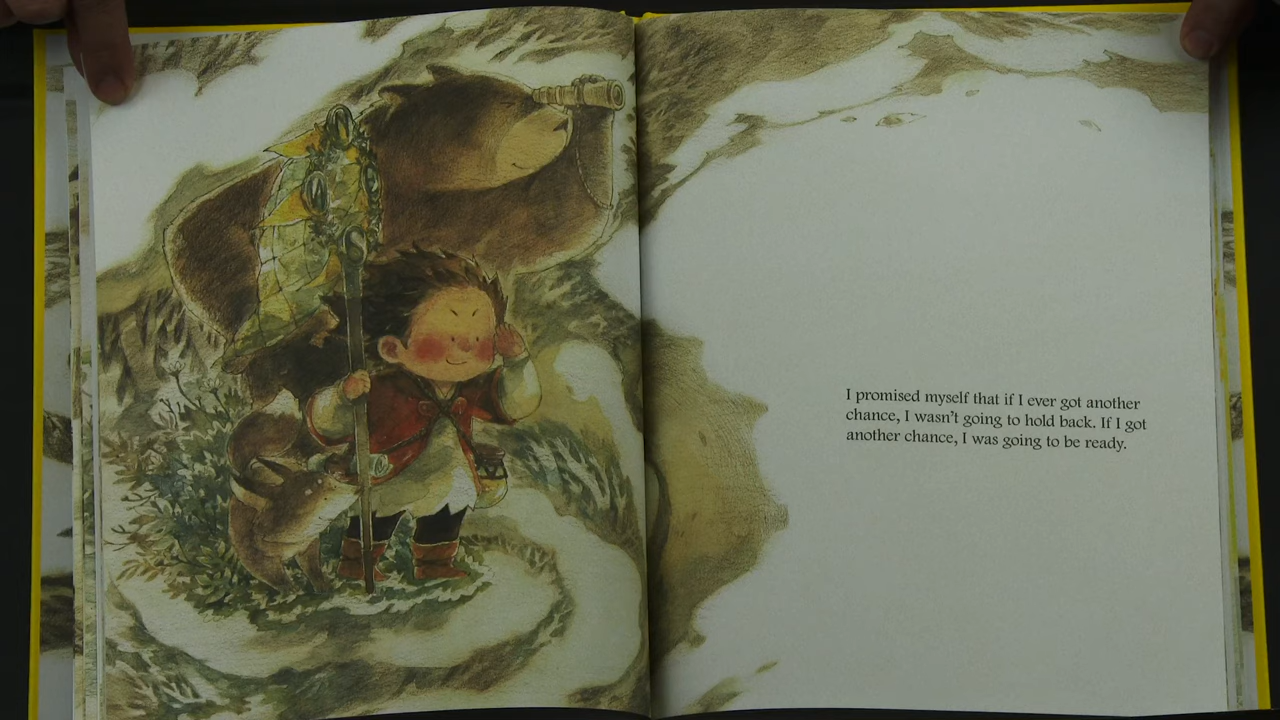 I promised myself that if I ever got another
chance, I wasn't going to hold back. If I got
another chance, I was going to be ready.